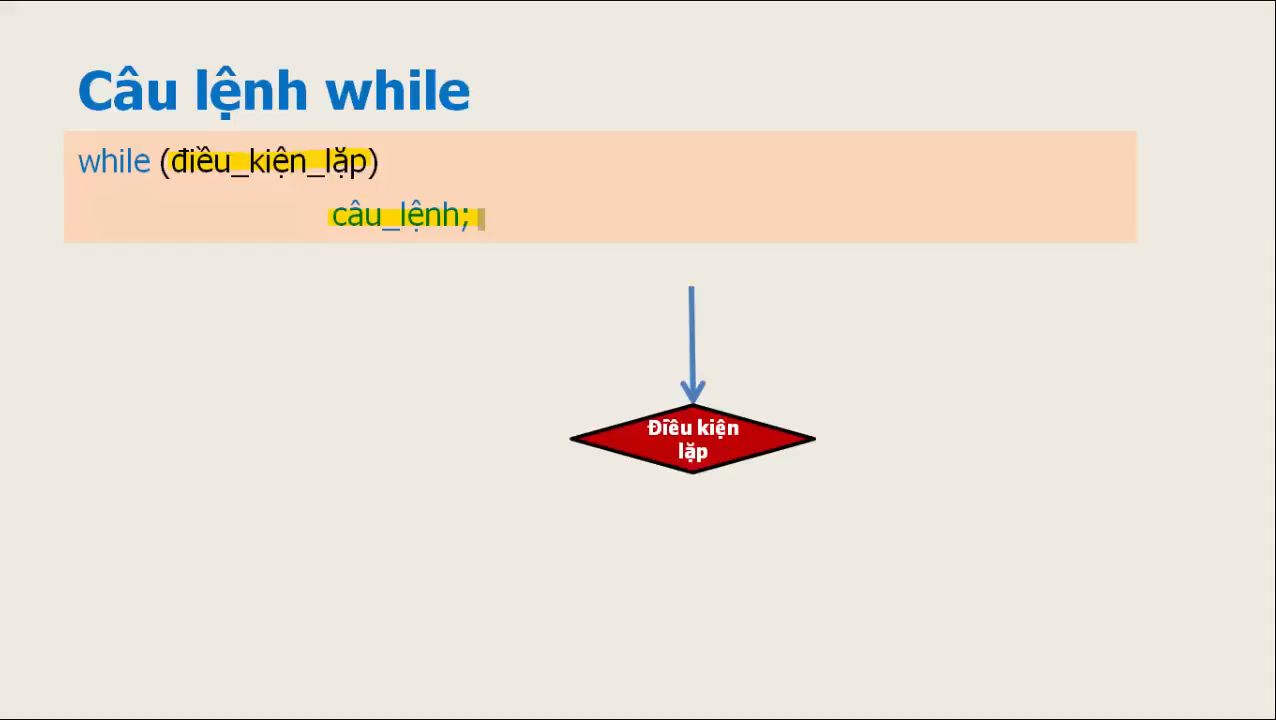 Câu lệnh while
while (điều_kiện_lặp)
câu_lệnh;
Điều kiện
lặp